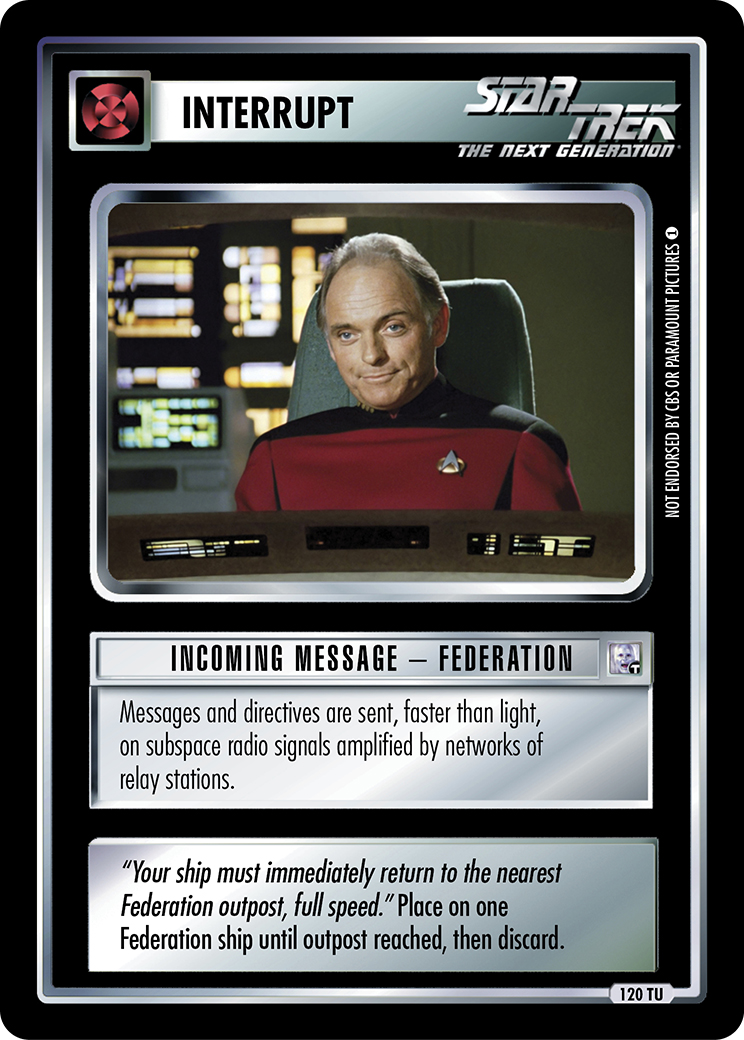 INTERRUPT
STAR TREK
THE NEXT GENERATION
NOT ENDORSED BY CBS OR PARAMOUNT PICTURES 1
INCOMING MESSAGE – FEDERATION
T
Messages and directives are sent, faster than light,
on subspace radio signals amplified by networks of
relay stations.
“Your ship must immediately return to the nearest
Federation outpost, full speed.” Place on one
Federation ship until outpost reached, then discard.
120 TU